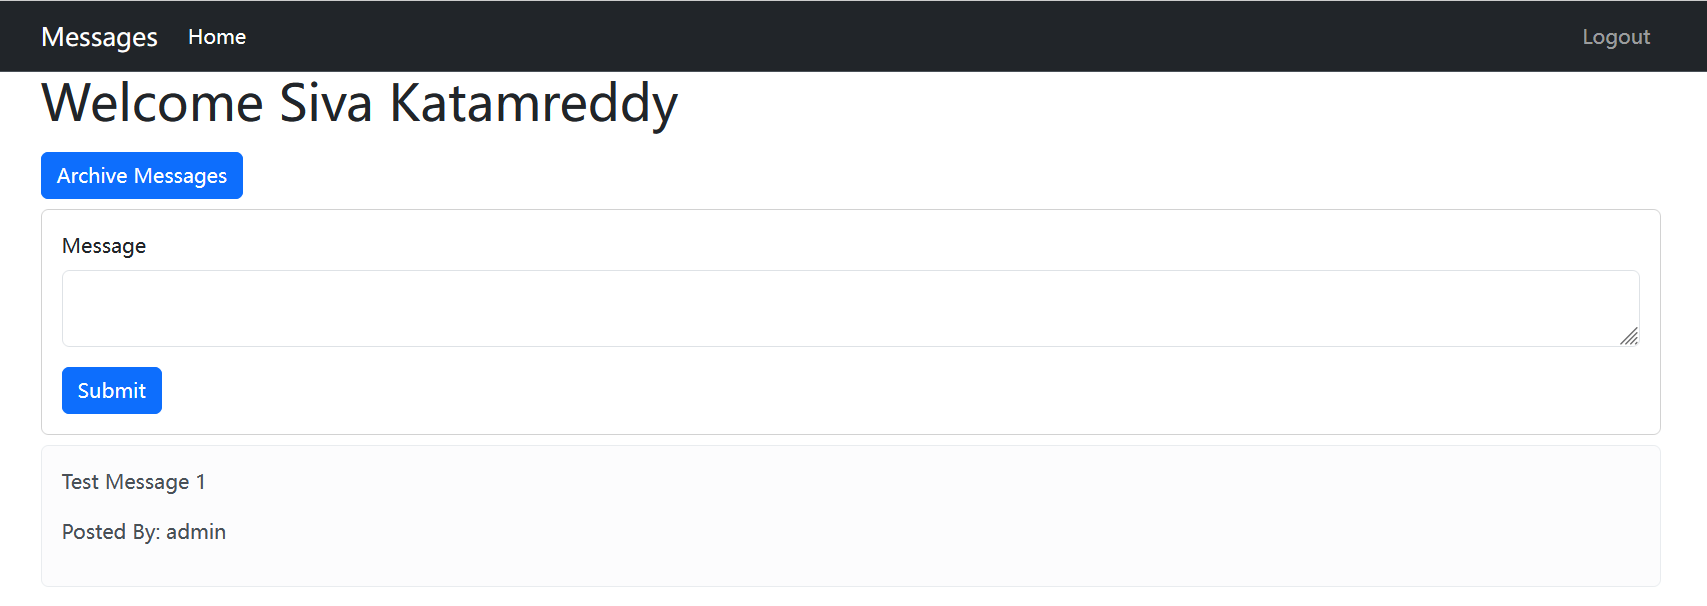 Messages Home Logout
Welcome Siva Katamreddy
Archive Messages
Message
Submit
Test Message 1
Posted By: admin